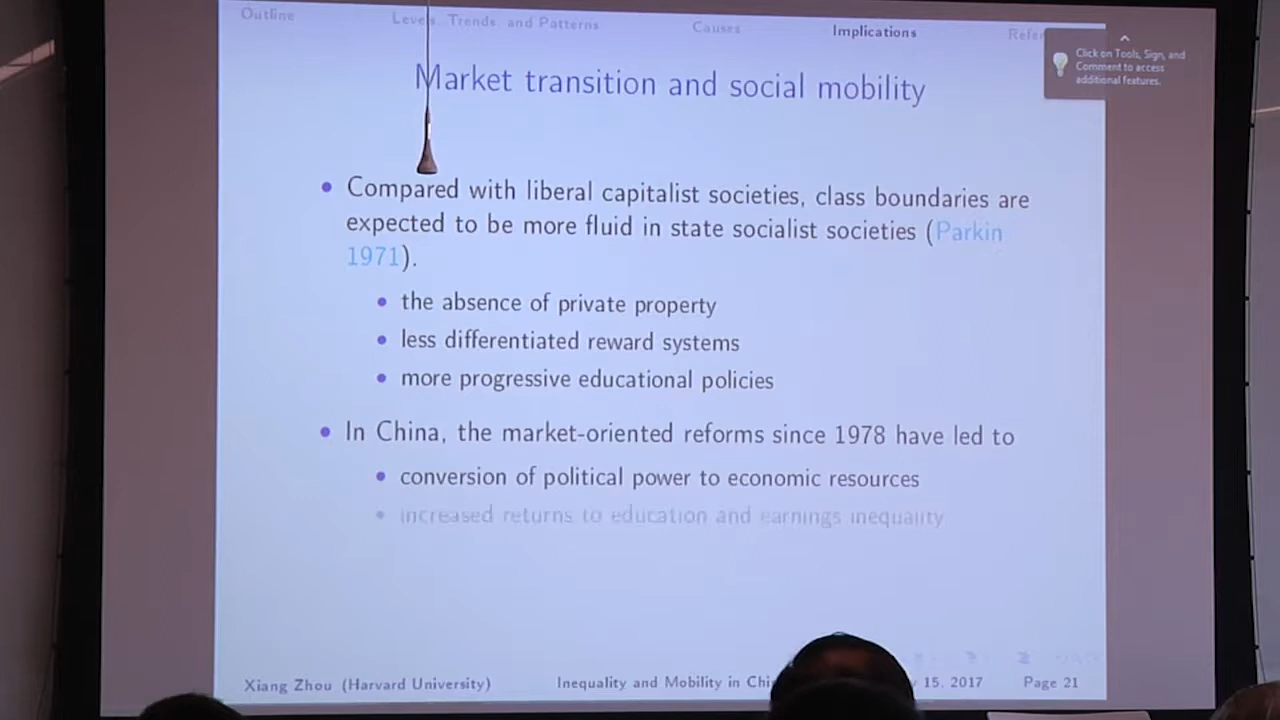 Outline
Levels, Trends, and Patterns
Causes
Implications
Click on Tools, Sign, and
Comment to access
additional features.
Market transition and social mobility
• Compared with liberal capitalist societies, class boundaries are
expected to be more fluid in state socialist societies (Parkin
1971).
• the absence of private property
• less differentiated reward systems
• more progressive educational policies
• In China, the market-oriented reforms since 1978 have led to
• conversion of political power to economic resources
• increased returns to education and earnings inequality
Xiang Zhou (Harvard University)
Inequality and Mobility in
15, 2017
Page 21